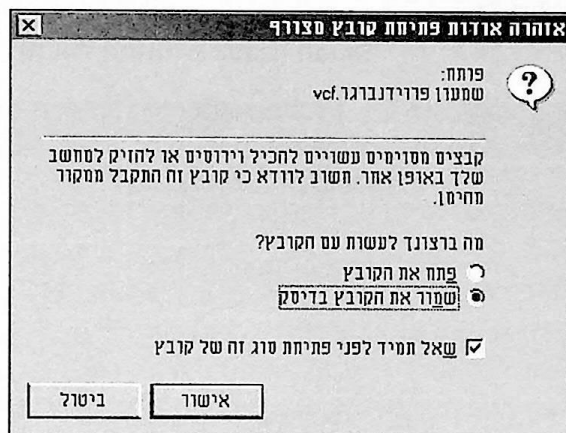 אזהרה אודות פתיחת קובץ מצורף
פותח:
שמעון פרוידנברגר.vcf
קבצים מסוימים עשויים להכיל וירוסים או להזיק למחשב
שלך באופן אחר. חשוב לוודא כי קובץ זה התקבל ממקור
מהימן.
מה ברצונך לעשות עם הקובץ?
פתח את הקובץ
שמור את הקובץ בדיסק
שאל תמיד לפני פתיחת סוג זה של קובץ
אישור
ביטול